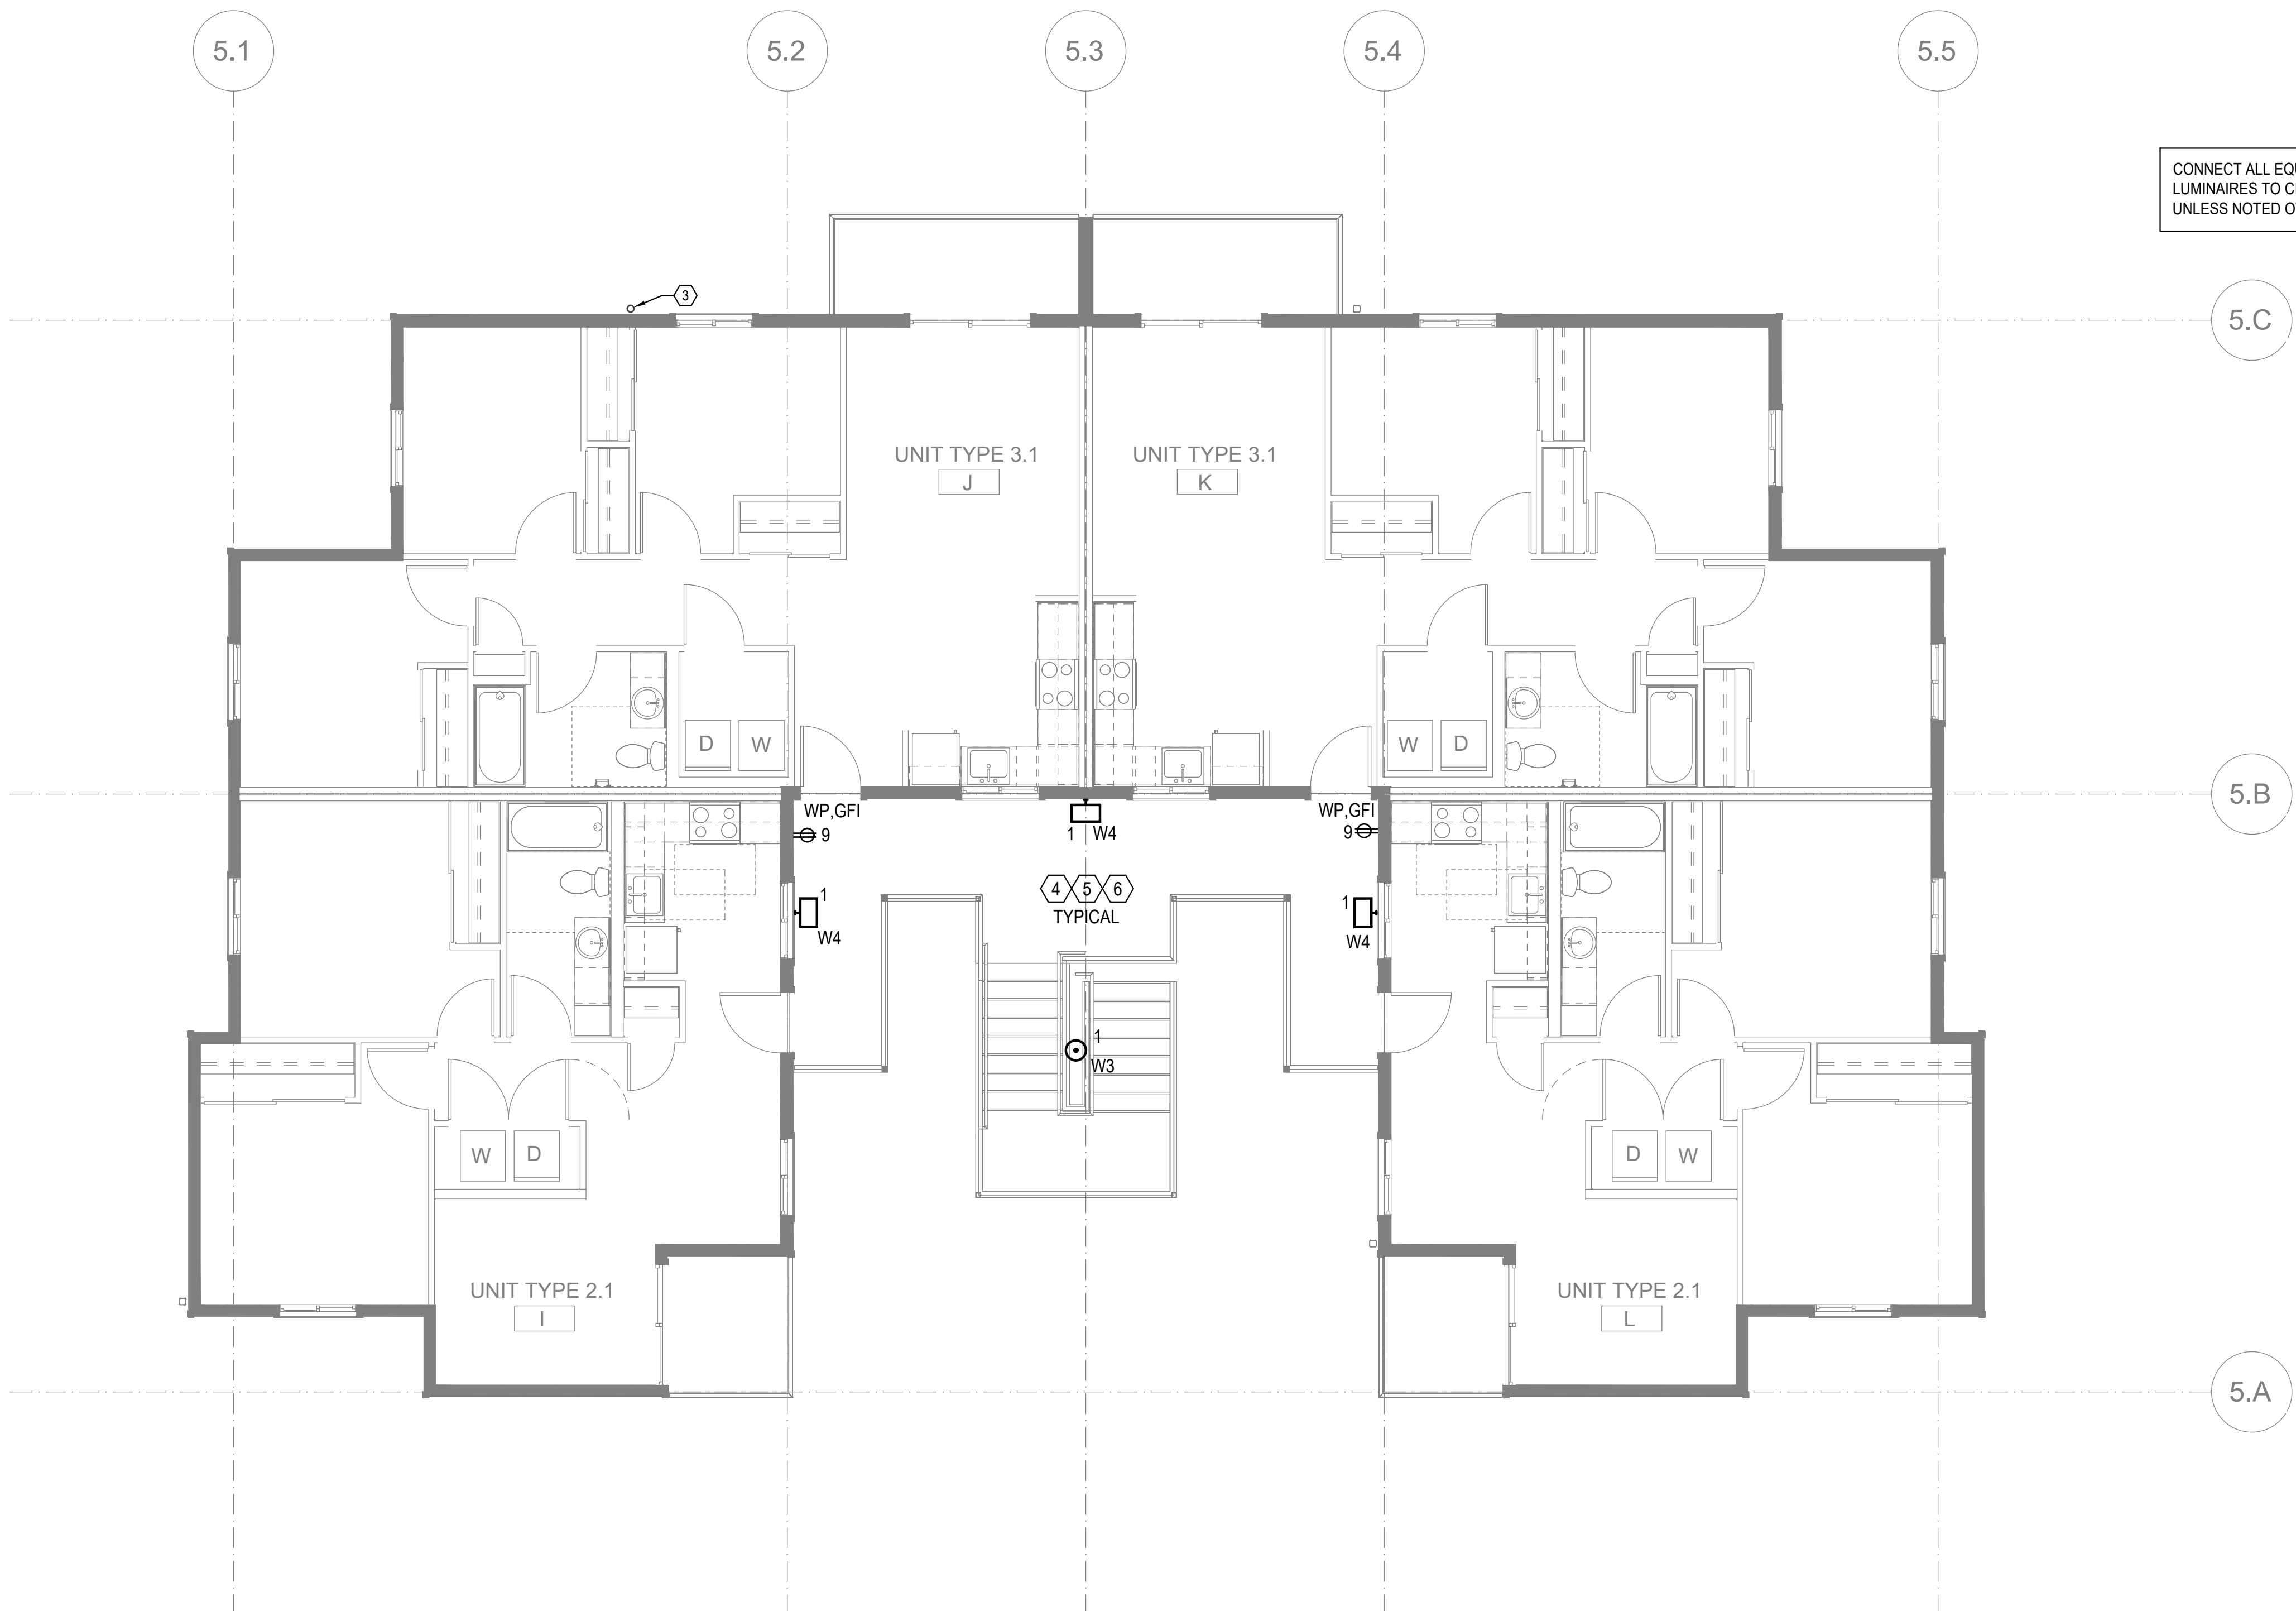 5.1
5.2
5.3
5.4
5.5
CONNECT ALL
LUMINAIRES TO
UNLESS NOTED
3
5.C
UNIT TYPE 3.1
J
UNIT TYPE 3.1
K
D
W
W
D
5.B
WP,GFI
9
1
W4
WP,GFI
9
1
W4
4
5
6
TYPICAL
1
W4
1
W3
W
D
D
W
UNIT TYPE 2.1
I
UNIT TYPE 2.1
L
5.A